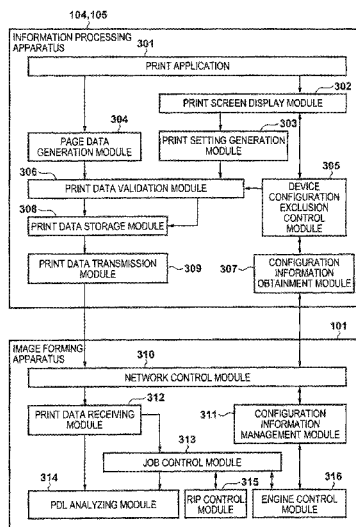 104, 105
INFORMATION PROCESSING
APPARATUS
301
PRINT APPLICATION
302
PRINT SCREEN DISPLAY MODULE
304
303
PAGE DATA
GENERATION MODULE
PRINT SETTING GENERATION
MODULE
305
306
PRINT DATA VALIDATION MODULE
DEVICE
CONFIGURATION
EXCLUSION
CONTROL
MODULE
308
PRINT DATA STORAGE MODULE
307
PRINT DATA TRANSMISSION
MODULE
309
CONFIGURATION
INFORMATION
OBTAINMENT MODULE
101
IMAGE FORMING
APPARATUS
310
NETWORK CONTROL MODULE
312
311
PRINT DATA RECEIVING
MODULE
CONFIGURATION
INFORMATION
MANAGEMENT MODULE
313
JOB CONTROL MODULE
314
315
316
PDL ANALYZING MODULE
RIP CONTROL
MODULE
ENGINE CONTROL
MODULE